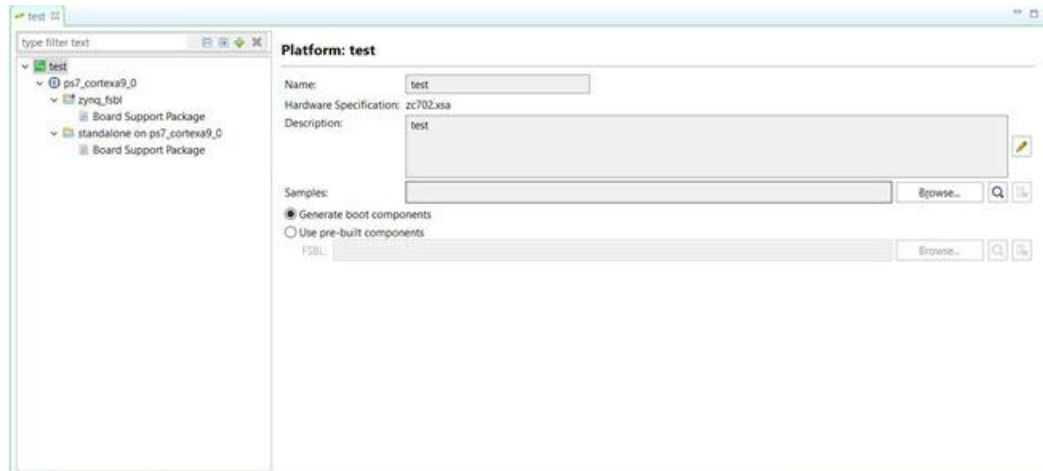 test
type filter text
test
ps7_cortexa9_0
zynq_fsbl
Board Support Package
standalone on ps7_cortexa9_0
Board Support Package
Platform: test
Name: test
Hardware Specification: zc702.xsa
Description: test
Samples: Browse...
Generate boot components
Use pre-built components
FSBL: Browse...